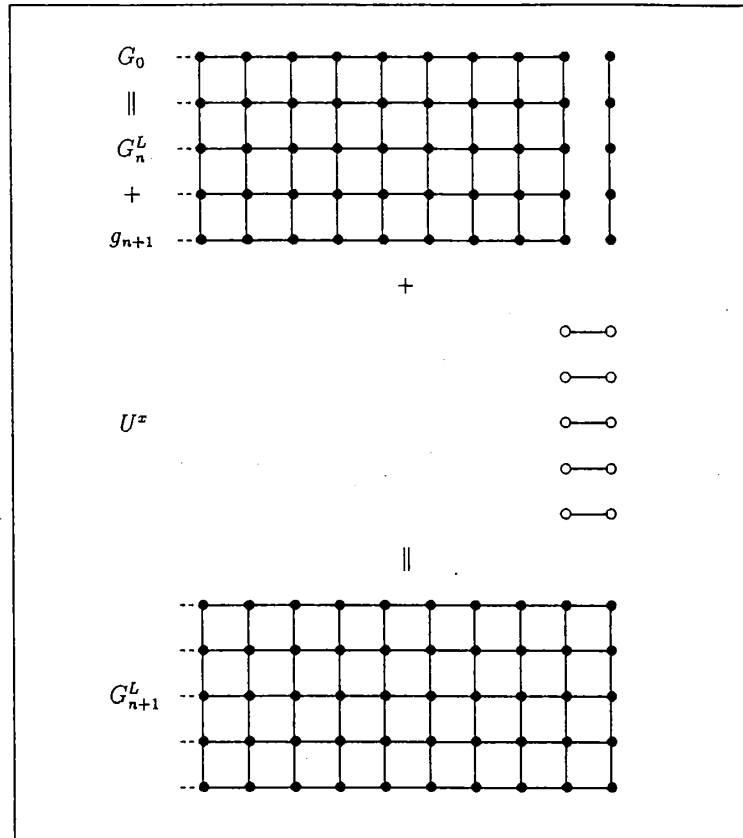 G_0
||
G_n^L
+
g_{n+1}
+
U^x
||
G_{n+1}^L